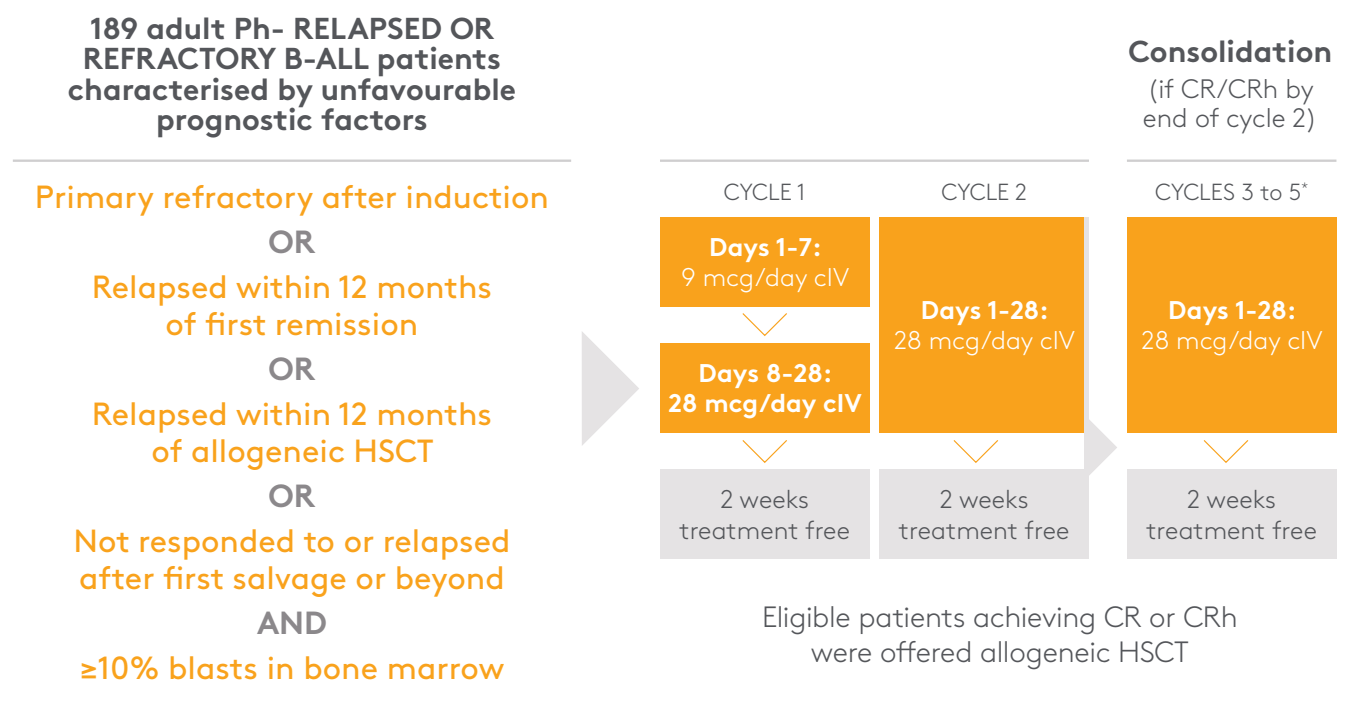 189 adult Ph- RELAPSED OR
REFRACTORY B-ALL patients
characterised by unfavourable
prognostic factors
Primary refractory after induction
OR
Relapsed within 12 months
of first remission
OR
Relapsed within 12 months
of allogeneic HSCT
OR
Not responded to or relapsed
after first salvage or beyond
AND
≥10% blasts in bone marrow
CYCLE 1
Days 1-7:
9 mcg/day cIV
Days 8-28:
28 mcg/day cIV
2 weeks
treatment free
CYCLE 2
Days 1-28:
28 mcg/day cIV
2 weeks
treatment free
Consolidation
(if CR/CRh by
end of cycle 2)
CYCLES 3 to 5*
Days 1-28:
28 mcg/day cIV
2 weeks
treatment free
Eligible patients achieving CR or CRh
were offered allogeneic HSCT